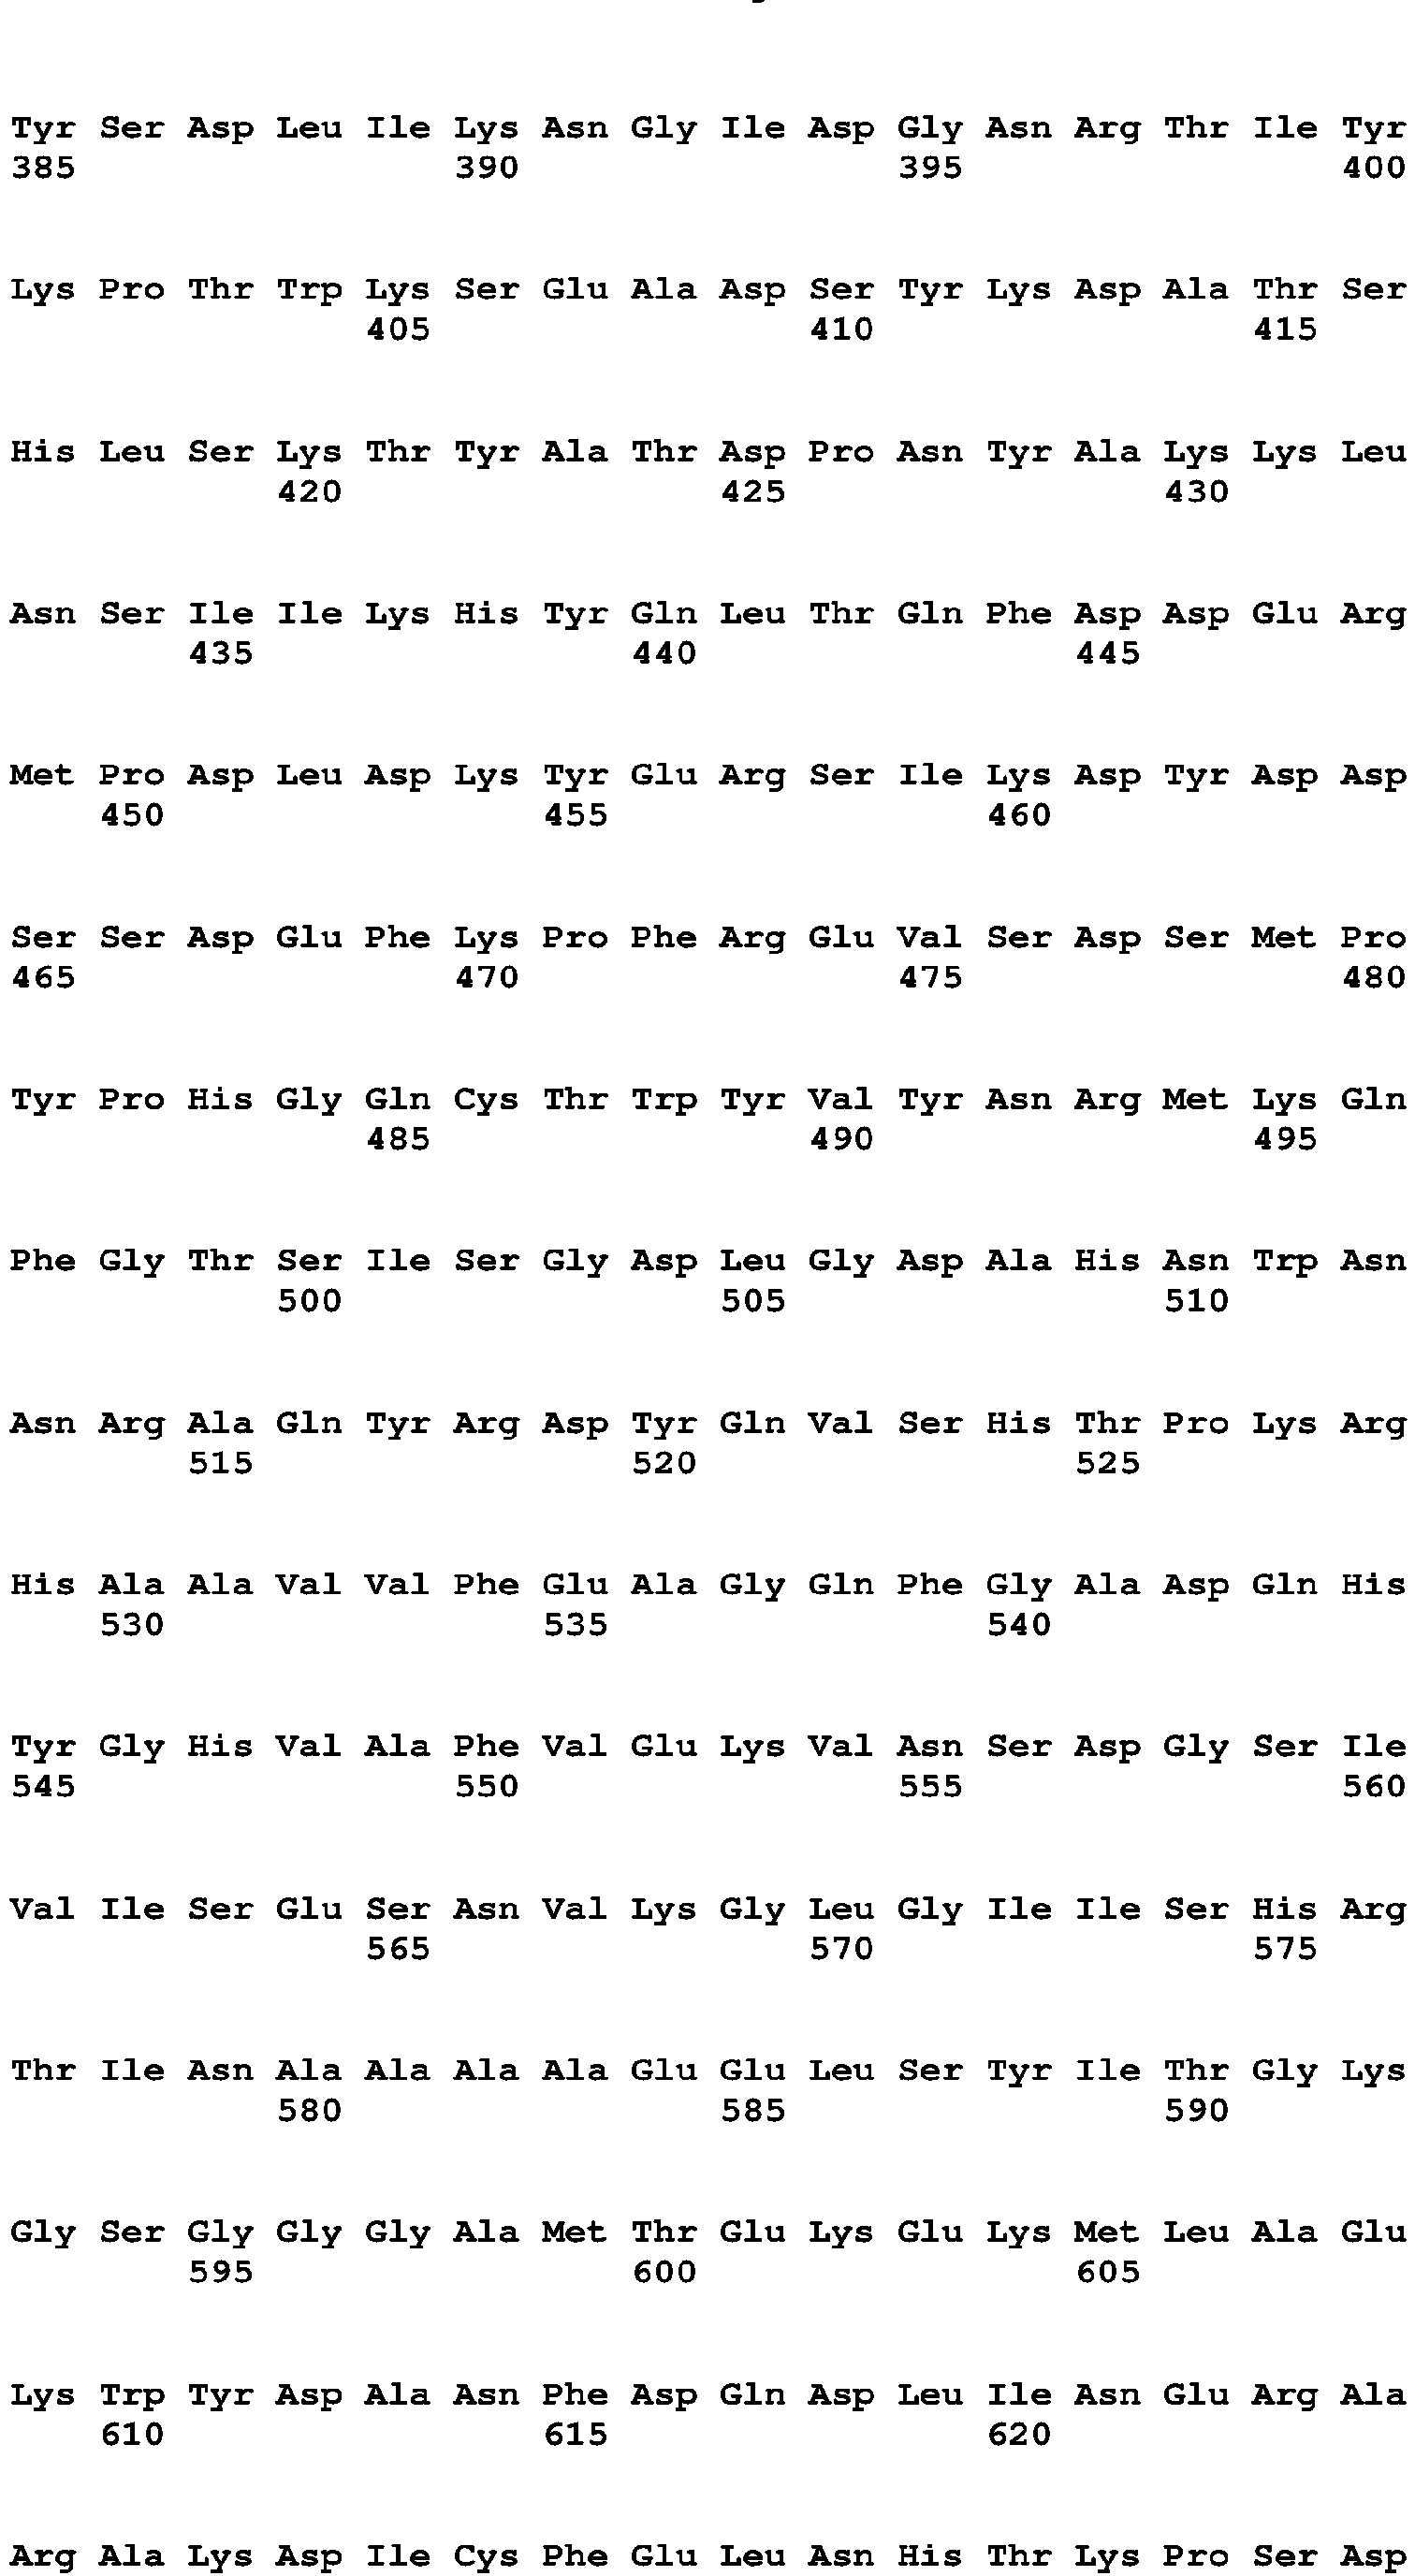 Tyr Ser Asp Leu Ile Lys Asn Gly Ile Asp Gly Asn Arg Thr Ile Tyr
385 390 395 400
Lys Pro Thr Trp Lys Ser Glu Ala Asp Ser Tyr Lys Asp Ala Thr Ser
405 410 415
His Leu Ser Lys Thr Tyr Ala Thr Asp Pro Asn Tyr Ala Lys Lys Leu
420 425 430
Asn Ser Ile Ile Lys His Tyr Gln Leu Thr Gln Phe Asp Asp Glu Arg
435 440 445
Met Pro Asp Leu Asp Lys Tyr Glu Arg Ser Ile Lys Asp Tyr Asp Asp
450 455 460
Ser Ser Asp Glu Phe Lys Pro Phe Arg Glu Val Ser Asp Ser Met Pro
465 470 475 480
Tyr Pro His Gly Gln Cys Thr Trp Tyr Val Tyr Asn Arg Met Lys Gln
485 490 495
Phe Gly Thr Ser Ile Ser Gly Asp Leu Gly Asp Ala His Asn Trp Asn
500 505 510
Asn Arg Ala Gln Tyr Arg Asp Tyr Gln Val Ser His Thr Pro Lys Arg
515 520 525
His Ala Ala Val Val Phe Glu Ala Gly Gln Phe Gly Ala Asp Gln His
530 535 540
Tyr Gly His Val Ala Phe Val Glu Lys Val Asn Ser Asp Gly Ser Ile
545 550 555 560
Val Ile Ser Glu Ser Asn Val Lys Gly Leu Gly Ile Ile Ser His Arg
565 570 575
Thr Ile Asn Ala Ala Ala Ala Glu Glu Leu Ser Tyr Ile Thr Gly Lys
580 585 590
Gly Ser Gly Gly Gly Ala Met Thr Glu Lys Glu Lys Met Leu Ala Glu
595 600 605
Lys Trp Tyr Asp Ala Asn Phe Asp Gln Asp Leu Ile Asn Glu Arg Ala
610 615 620
Arg Ala Lys Asp Ile Cys Phe Glu Leu Asn His Thr Lys Pro Ser Asp